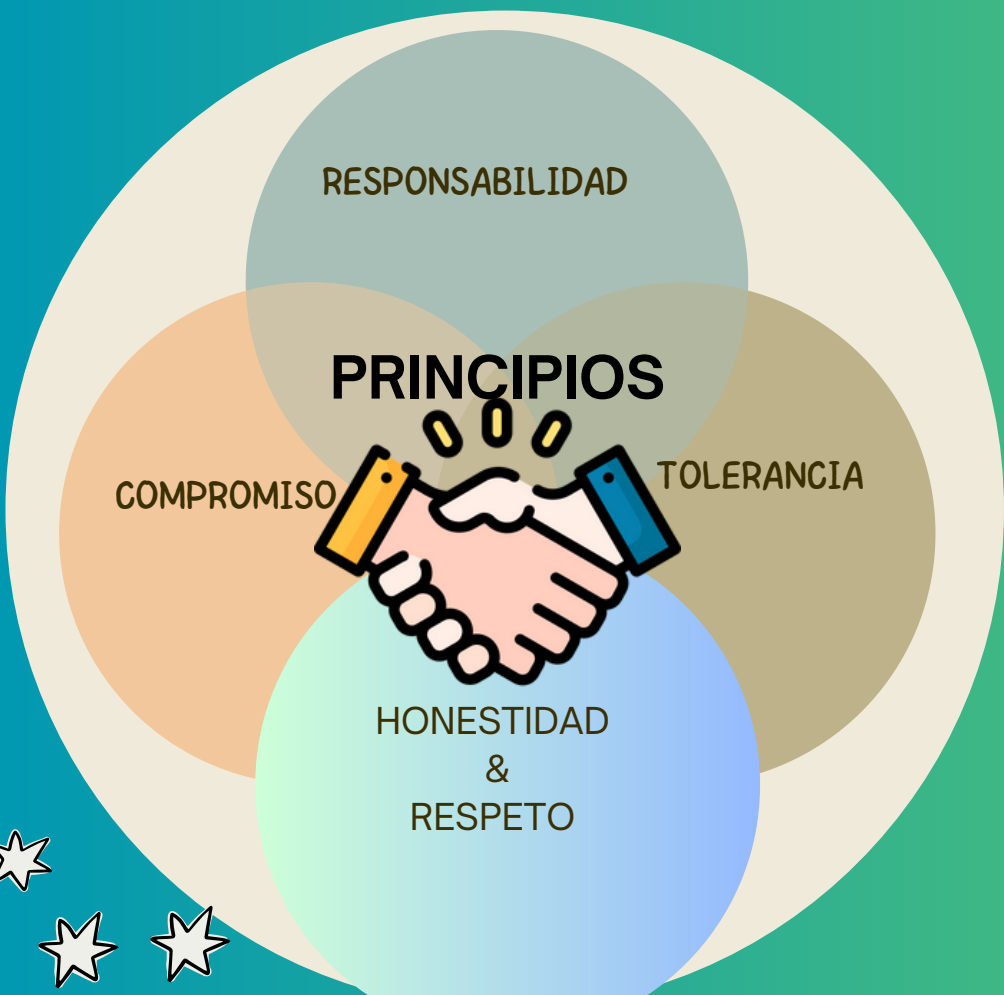 RESPONSABILIDAD
PRINCIPIOS
COMPROMISO
TOLERANCIA
HONESTIDAD
&
RESPETO